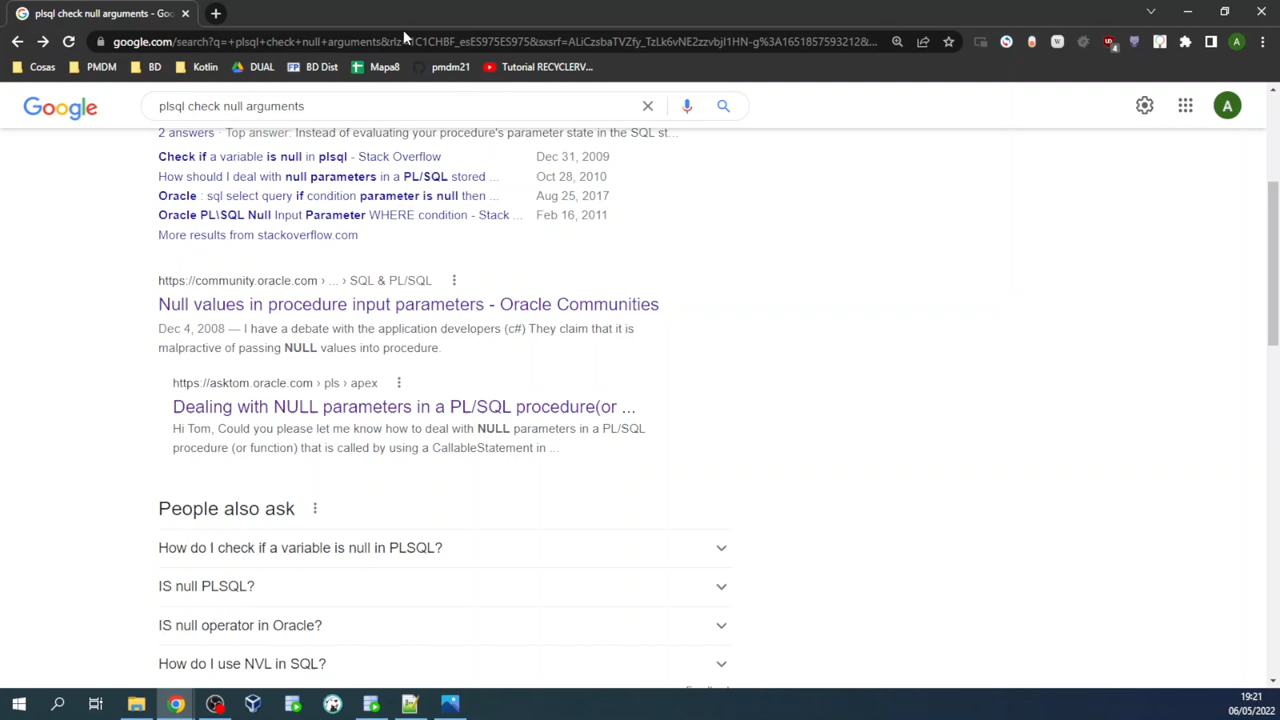 plsql check null arguments - Goo
google.com/search?q=+plsql+check+null+arguments&rlz=1C1CHBF_esES975ES975&sxsrf=ALiCzsbaTVZfy_TzLk6vNE2zzvbjI1HN-g%3A1651857593212&...
Cosas PMDM BD Kotlin DUAL BD Dist Mapa8 pmdm21 Tutorial RECYCLERV...
Google plsql check null arguments A
2 answers · Top answer: Instead of evaluating your procedure's parameter state in the SQL st...
Check if a variable is null in plsql - Stack Overflow Dec 31, 2009
How should I deal with null parameters in a PL/SQL stored ... Oct 28, 2010
Oracle : sql select query if condition parameter is null then ... Aug 25, 2017
Oracle PL\SQL Null Input Parameter WHERE condition - Stack ... Feb 16, 2011
More results from stackoverflow.com
https://community.oracle.com › ... › SQL & PL/SQL
Null values in procedure input parameters - Oracle Communities
Dec 4, 2008 — I have a debate with the application developers (c#) They claim that it is
malpractice of passing NULL values into procedure.
https://asktom.oracle.com › pls › apex
Dealing with NULL parameters in a PL/SQL procedure(or ...
Hi Tom, Could you please let me know how to deal with NULL parameters in a PL/SQL
procedure (or function) that is called by using a CallableStatement in ...
People also ask
How do I check if a variable is null in PLSQL?
IS null PLSQL?
IS null operator in Oracle?
How do I use NVL in SQL?
19:21
06/05/2022